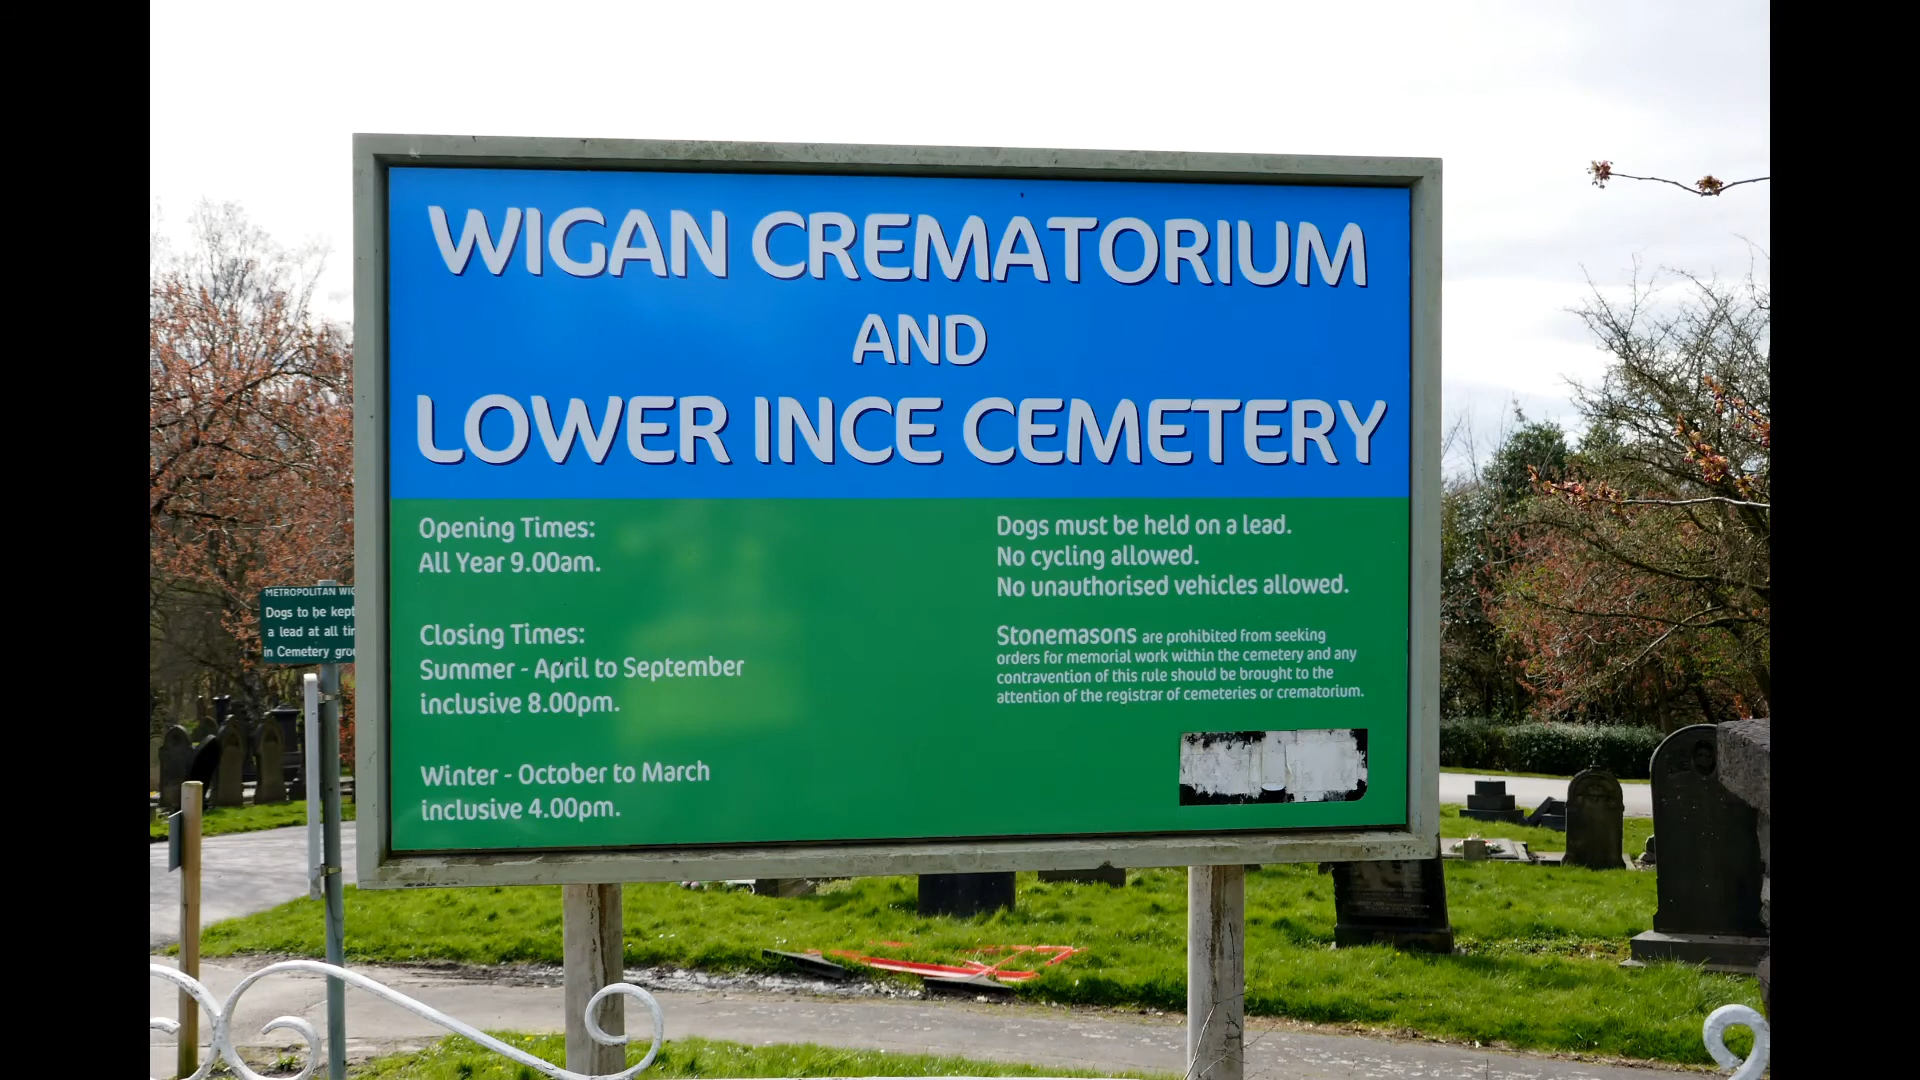 WIGAN CREMATORIUM
AND
LOWER INCE CEMETERY
Opening Times:
All Year 9.00am.
Closing Times:
Summer - April to September
inclusive 8.00pm.
Winter - October to March
inclusive 4.00pm.
Dogs must be held on a lead.
No cycling allowed.
No unauthorised vehicles allowed.
Stonemasons are prohibited from seeking
orders for memorial work within the cemetery and any
contravention of this rule should be brought to the
attention of the registrar of cemeteries or crematorium.
METROPOLITAN
Dogs to be kept
a lead at all
in Cemetery